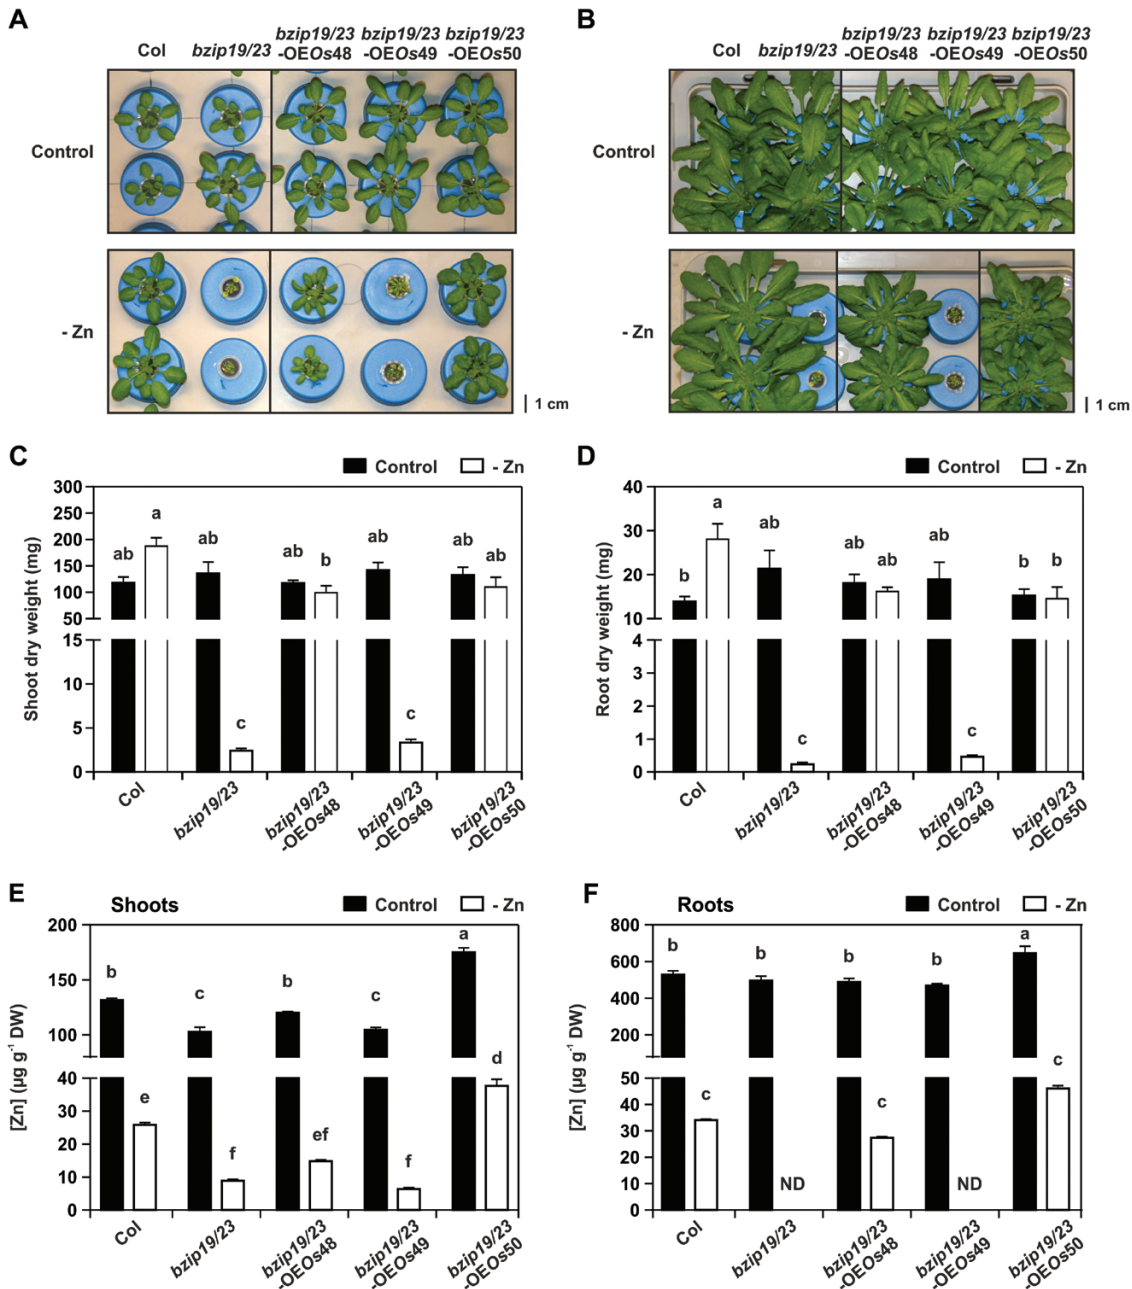 A
Col
bzip19/23
bzip19/23
-OEOs48
bzip19/23
-OEOs49
bzip19/23
-OEOs50
Control
- Zn
1 cm
B
Col
bzip19/23
bzip19/23
-OEOs48
bzip19/23
-OEOs49
bzip19/23
-OEOs50
Control
- Zn
1 cm
C
Control
- Zn
Shoot dry weight (mg)
300
250
200
150
100
50
15
10
5
0
ab
a
ab
c
ab
b
ab
c
ab
ab
Col
bzip19/23
bzip19/23
-OEOs48
bzip19/23
-OEOs49
bzip19/23
-OEOs50
D
Control
- Zn
Root dry weight (mg)
40
30
20
10
4
3
2
1
0
b
a
ab
c
ab
ab
ab
c
b
b
Col
bzip19/23
bzip19/23
-OEOs48
bzip19/23
-OEOs49
bzip19/23
-OEOs50
E
Shoots
Control
- Zn
[Zn] (µg g-1 DW)
200
150
100
40
30
20
10
0
b
e
c
f
b
ef
c
f
a
d
Col
bzip19/23
bzip19/23
-OEOs48
bzip19/23
-OEOs49
bzip19/23
-OEOs50
F
Roots
Control
- Zn
[Zn] (µg g-1 DW)
800
600
400
200
50
40
30
20
10
0
b
c
b
ND
b
c
b
ND
a
c
Col
bzip19/23
bzip19/23
-OEOs48
bzip19/23
-OEOs49
bzip19/23
-OEOs50